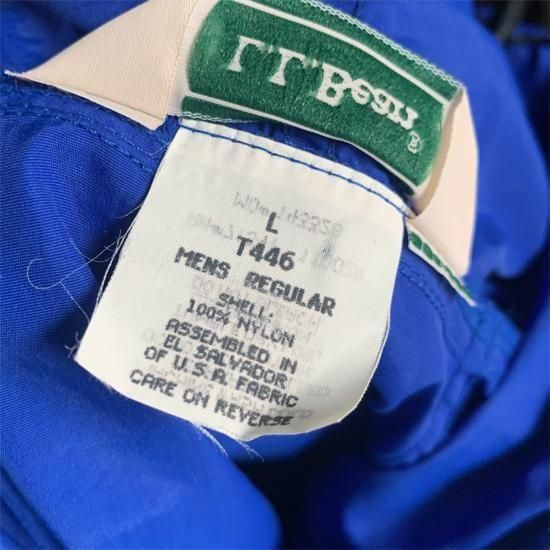 L.L.Bean®
L
T446
MENS REGULAR
SHELL:
100% NYLON
ASSEMBLED IN
EL SALVADOR
OF U.S.A. FABRIC
CARE ON REVERSE